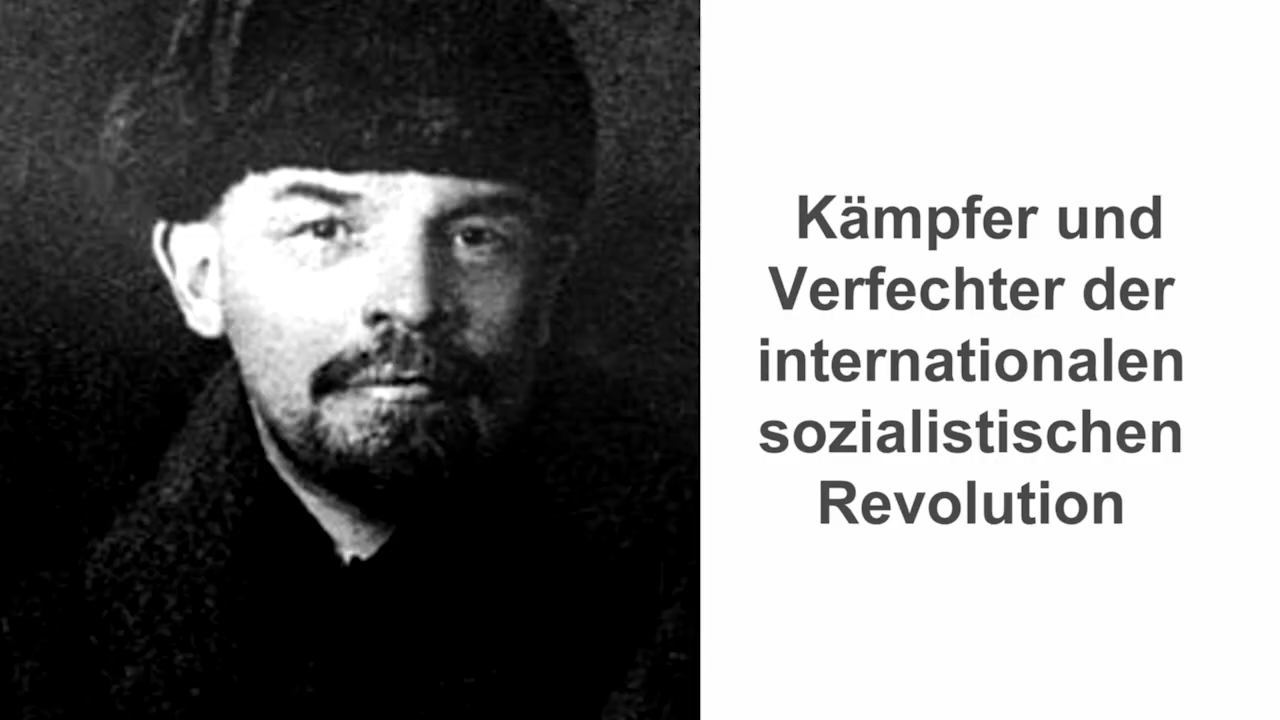 Kämpfer und
Verfechter der
internationalen
sozialistischen
Revolution